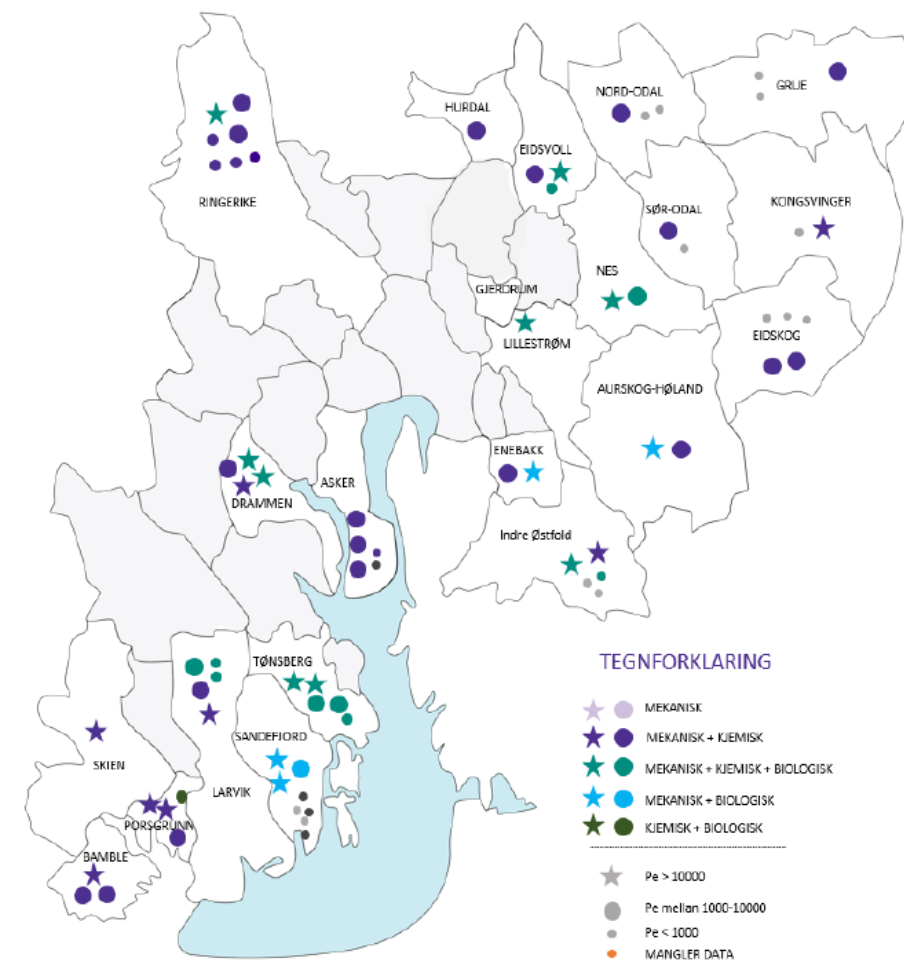 HURDAL
NORD-ODAL
GRUE
EIDSVOLL
RINGERIKE
SØR-ODAL
KONGSVINGER
NES
GJERDRUM
LILLESTRØM
EIDSKOG
AURSKOG-HØLAND
ENEBAKK
ASKER
DRAMMEN
Indre Østfold
TØNSBERG
SANDEFJORD
SKIEN
LARVIK
PORSGRUNN
BAMBLE
TEGNFORKLARING
MEKANISK
MEKANISK + KJEMISK
MEKANISK + KJEMISK + BIOLOGISK
MEKANISK + BIOLOGISK
KJEMISK + BIOLOGISK
Pe > 10000
Pe mellan 1000-10000
Pe < 1000
MANGLER DATA